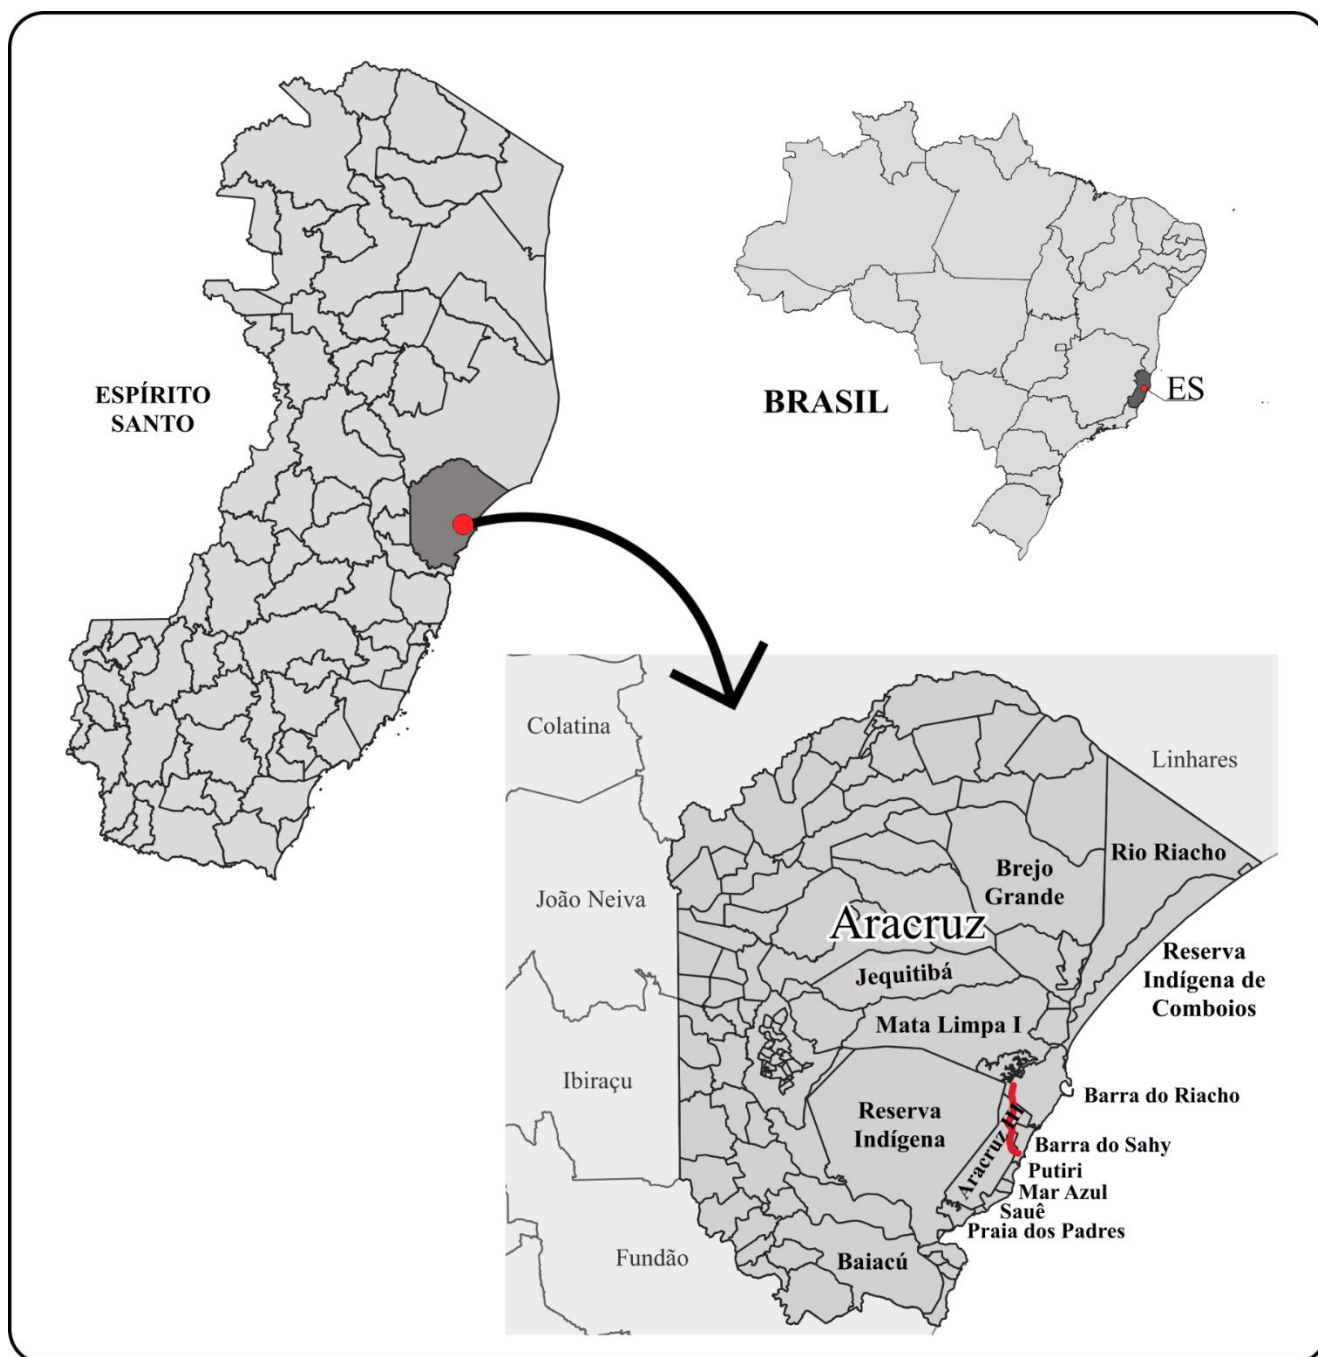 ESPÍRITO
SANTO
BRASIL
ES
Colatina
Linhares
João Neiva
Ibiraçu
Fundão
Aracruz
Rio Riacho
Brejo
Grande
Reserva
Indígena de
Comboios
Jequitibá
Mata Limpa I
Reserva
Indígena
Aracruz III
Barra do Riacho
Barra do Sahy
Putiri
Mar Azul
Sauê
Praia dos Padres
Baiacú